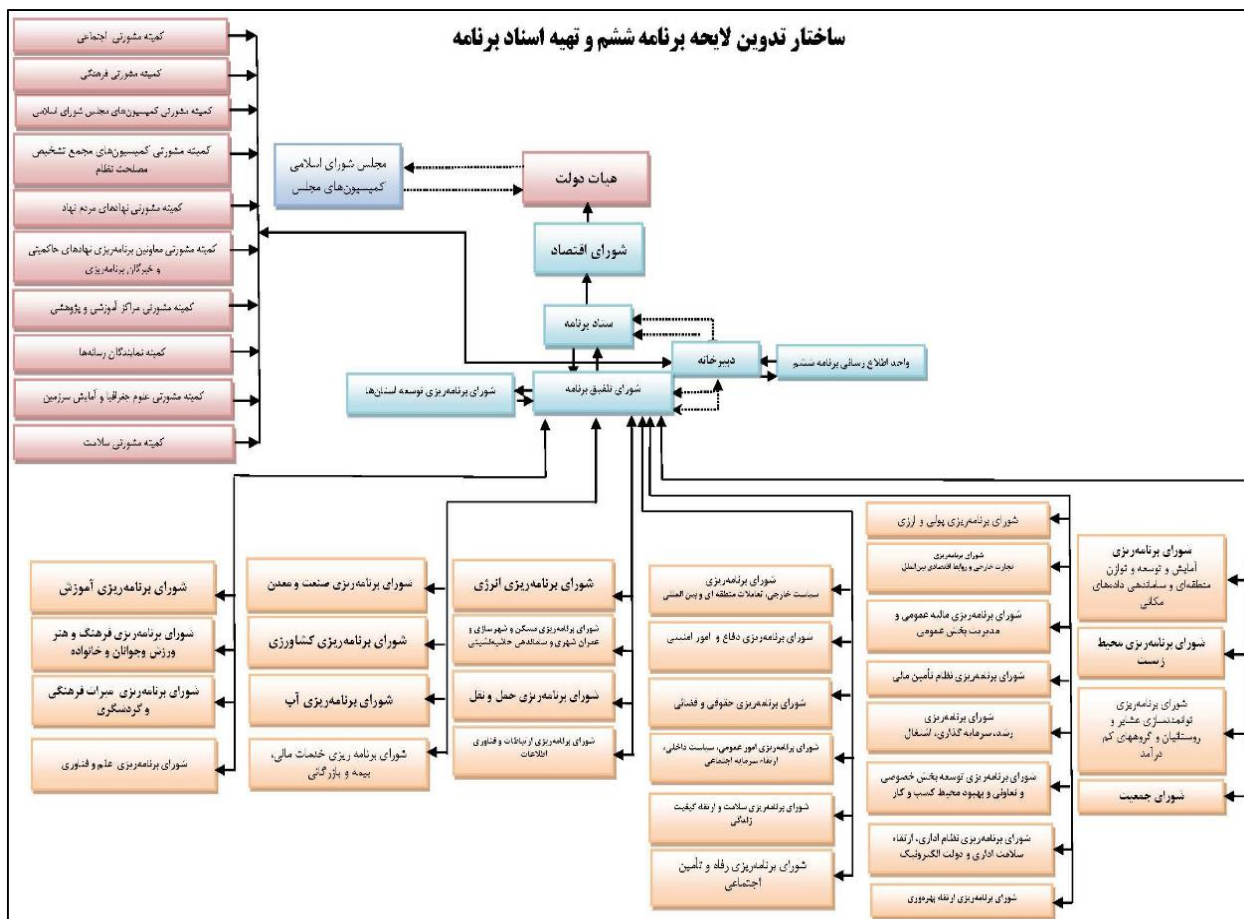 ساختار تدوین لایحه برنامه ششم و تهیه اسناد برنامه
کمیته مشورتی اجتماعی
کمیته مشورتی فرهنگی
کمیته مشورتی کمیسیون‌های مجلس شورای اسلامی
کمیته مشورتی کمیسیون‌های مجمع تشخیص
مصلحت نظام
کمیته مشورتی نهادهای مردم نهاد
کمیته مشورتی معاونین برنامه‌ریزی نهادهای حاکمیتی
و خبرگان برنامه‌ریزی
کمیته مشورتی مراکز آموزشی و پژوهشی
کمیته نمایندگان رسانه‌ها
کمیته مشورتی علوم جغرافیا و آمایش سرزمین
کمیته مشورتی سلامت
مجلس شورای اسلامی
کمیسیون‌های مجلس
هیات دولت
شورای اقتصاد
ستاد برنامه
دبیرخانه
واحد اطلاع رسانی برنامه ششم
شورای تلفیق برنامه
شورای برنامه‌ریزی توسعه استان‌ها
شورای برنامه‌ریزی
آمایش و توسعه و توازن
منطقه‌ای و ساماندهی داده‌های
مکانی
شورای برنامه‌ریزی محیط
زیست
شورای برنامه‌ریزی
توانمندسازی عشایر و
روستائیان و گروههای کم
درآمد
شورای جمعیت
شورای برنامه‌ریزی پولی و ارزی
شورای برنامه‌ریزی
تجارت خارجی و روابط اقتصادی بین‌الملل
شورای برنامه‌ریزی مالیه عمومی و
مدیریت بخش عمومی
شورای برنامه‌ریزی نظام تأمین مالی
شورای برنامه‌ریزی
رشد، سرمایه گذاری، اشتغال
شورای برنامه‌ریزی توسعه بخش خصوصی
و تعاونی و بهبود محیط کسب و کار
شورای برنامه‌ریزی نظام اداری، ارتقاء
سلامت اداری و دولت الکترونیک
شورای برنامه‌ریزی ارتقاء بهره‌وری
شورای برنامه‌ریزی
سیاست خارجی، تعاملات منطقه ای و بین المللی
شورای برنامه‌ریزی دفاع و امور امنیتی
شورای برنامه‌ریزی حقوقی و قضائی
شورای برنامه‌ریزی امور عمومی، سیاست داخلی،
ارتقاء سرمایه اجتماعی
شورای برنامه‌ریزی سلامت و ارتقاء کیفیت
زندگی
شورای برنامه‌ریزی رفاه و تأمین
اجتماعی
شورای برنامه‌ریزی انرژی
شورای برنامه‌ریزی مسکن و شهرسازی و
عمران شهری و ساماندهی حاشیه‌نشینی
شورای برنامه‌ریزی حمل و نقل
شورای برنامه‌ریزی ارتباطات و فناوری
اطلاعات
شورای برنامه‌ریزی صنعت و معدن
شورای برنامه‌ریزی کشاورزی
شورای برنامه‌ریزی آب
شورای برنامه ریزی خدمات مالی،
بیمه و بازرگانی
شورای برنامه‌ریزی آموزش
شورای برنامه‌ریزی فرهنگ و هنر
ورزش وجوانان و خانواده
شورای برنامه‌ریزی میراث فرهنگی
و گردسگری
شورای برنامه‌ریزی علم و فناوری